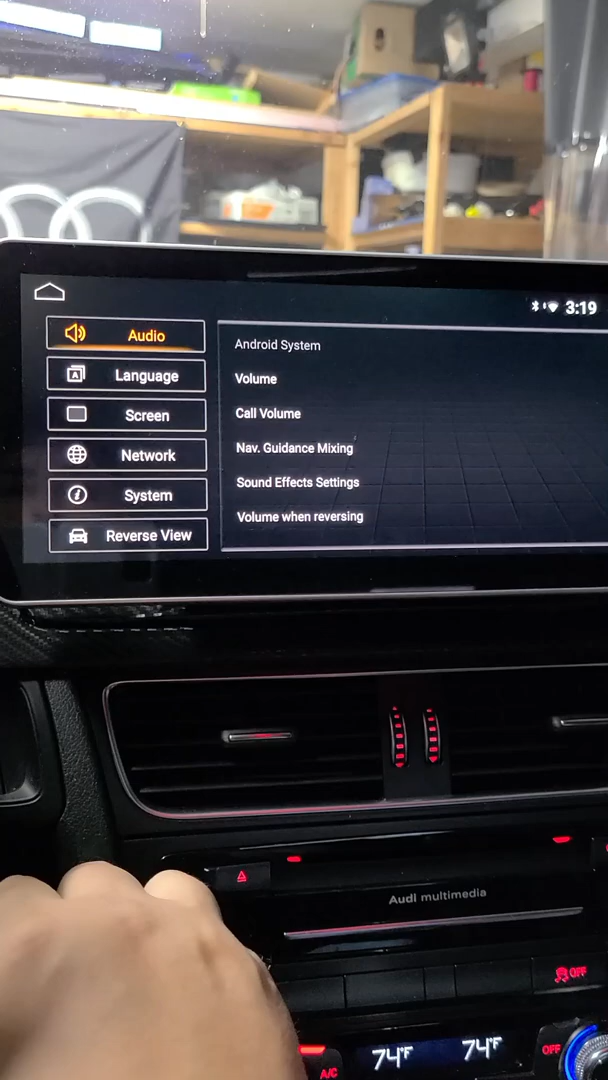 3:19
Audio
Language
Screen
Network
System
Reverse View
Android System
Volume
Call Volume
Nav. Guidance Mixing
Sound Effects Settings
Volume when reversing
Audi multimedia
OFF
74°F
74°F
OFF
A/C